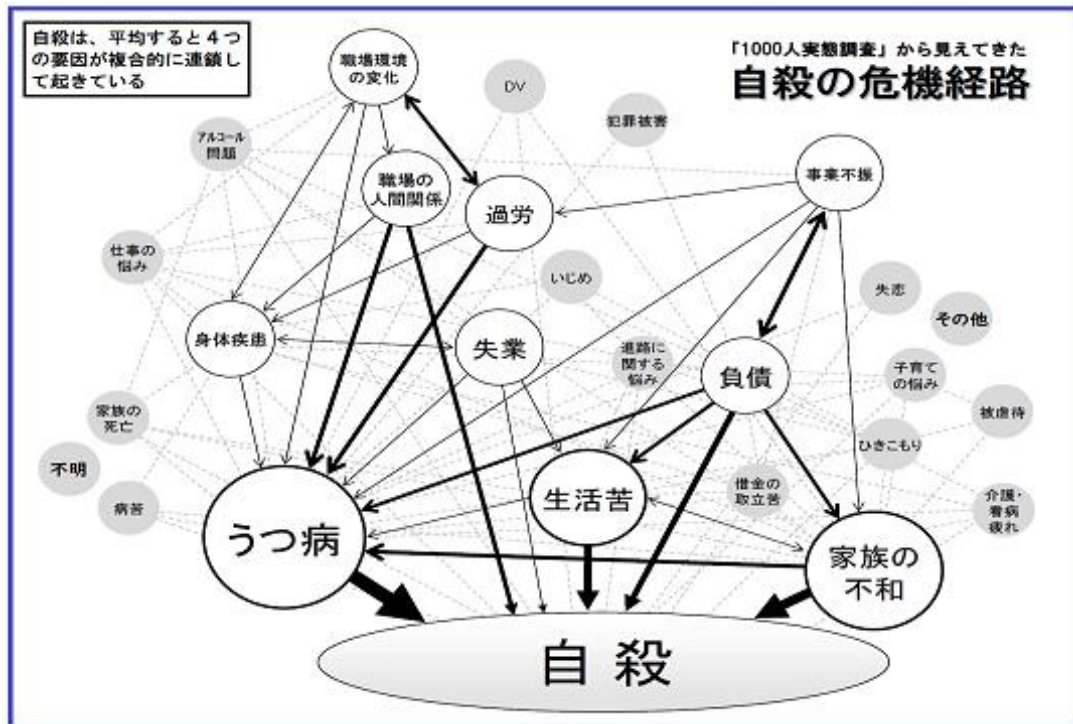 自殺は、平均すると４つ
の要因が複合的に連鎖し
て起きている
「1000人実態調査」から見えてきた
自殺の危機経路
職場環境
の変化
DV
犯罪被害
アルコール
問題
職場の
人間関係
過労
事業不振
仕事の
悩み
いじめ
失恋
その他
身体疾患
失業
進路に
関する
悩み
負債
子育て
の悩み
家族の
死亡
被虐待
ひきこもり
不明
病苦
うつ病
生活苦
借金の
取立苦
介護・
看病
疲れ
家族の
不和
自殺